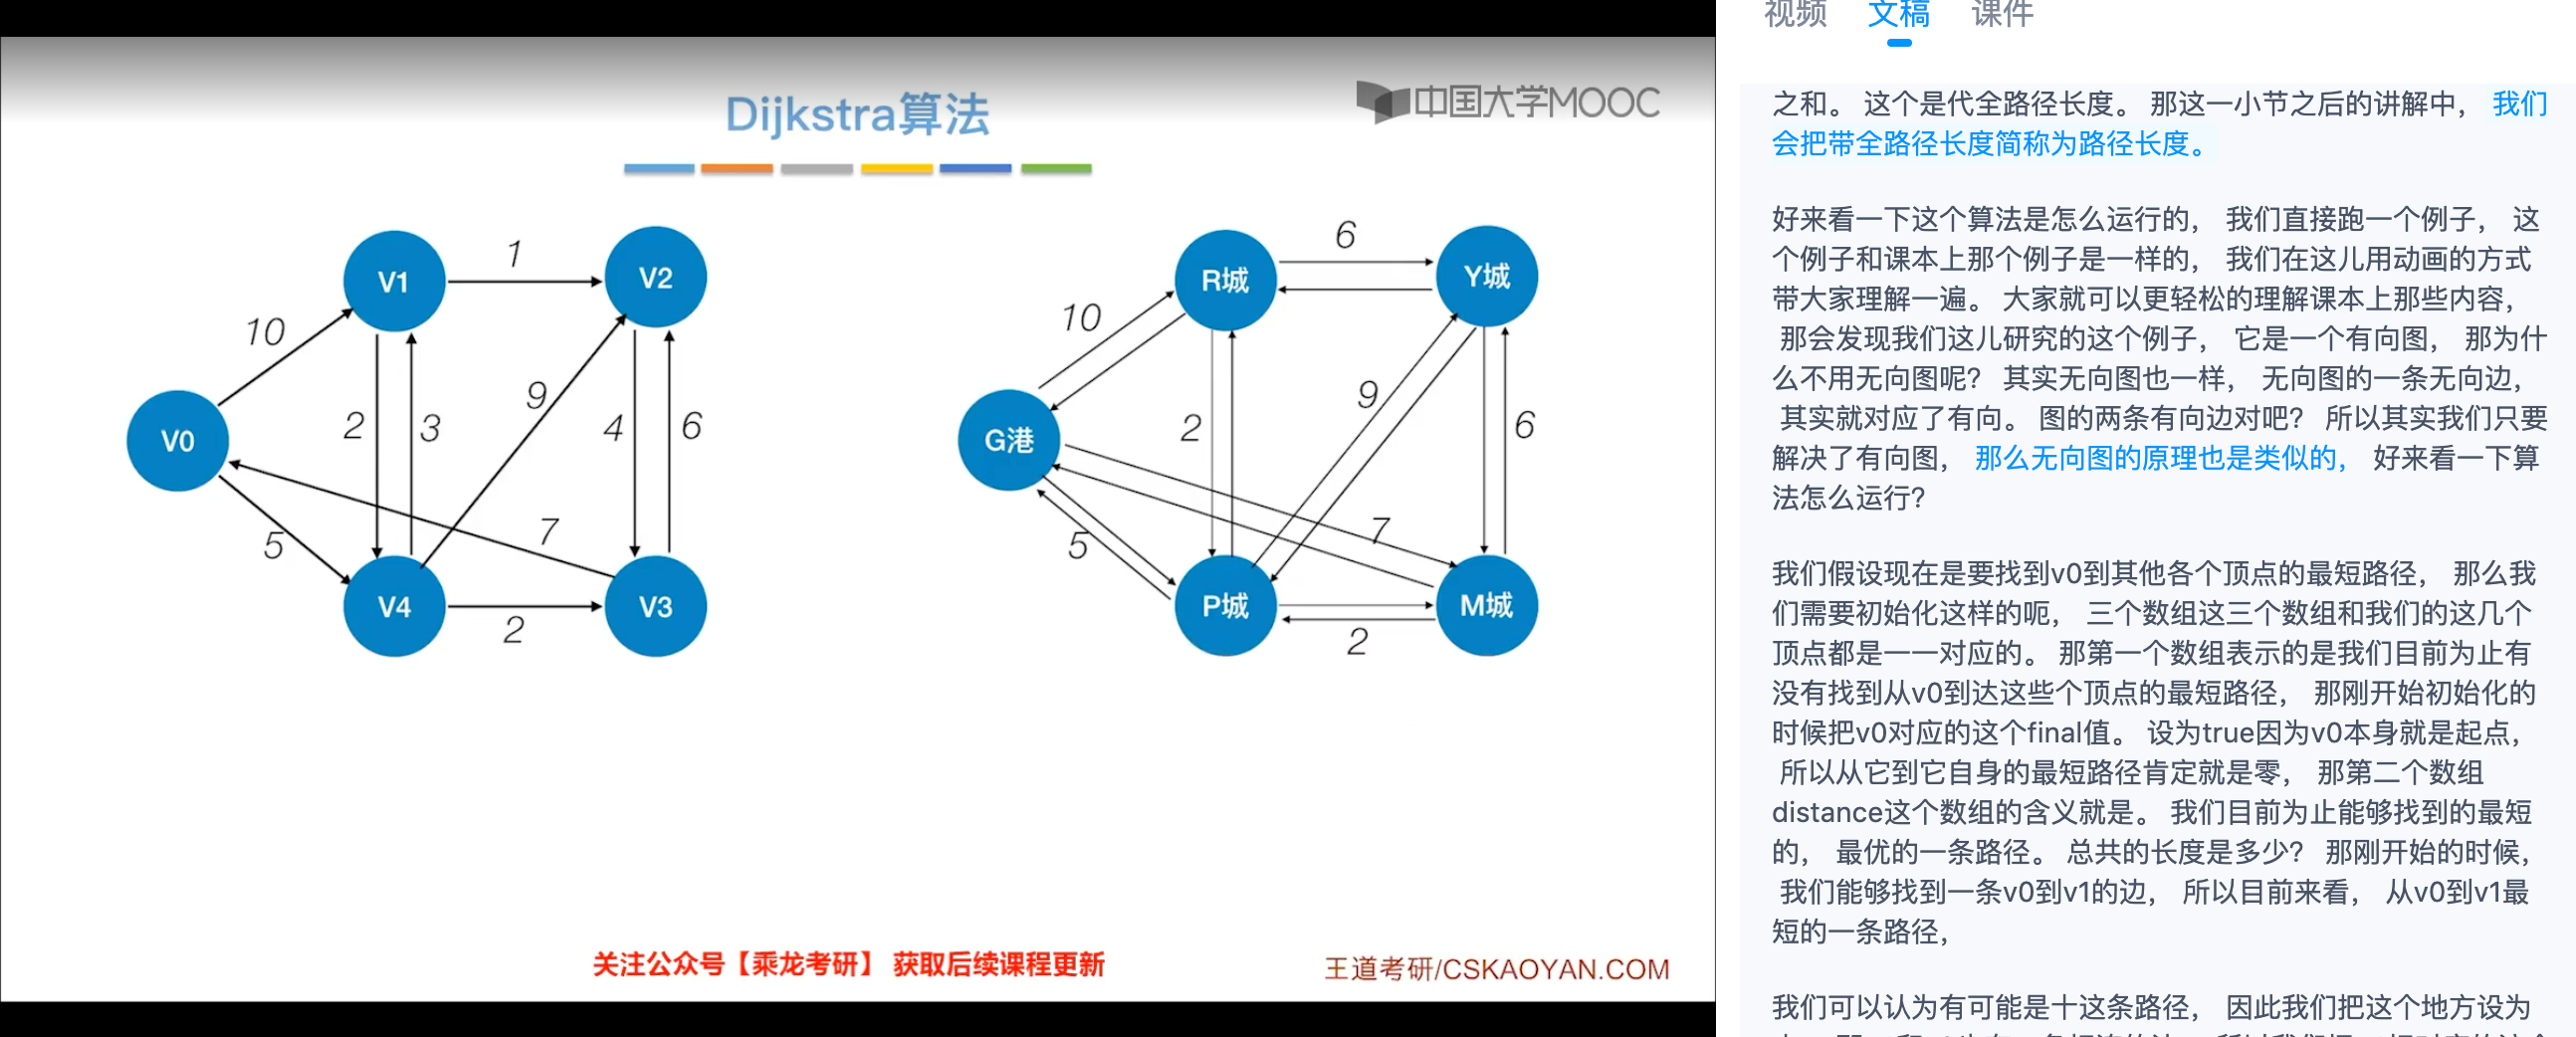 Dijkstra算法
中国大学MOOC
V1
1
V2
10
2
3
9
4
6
V0
5
7
V4
2
V3
R城
6
Y城
10
G港
2
9
6
5
7
P城
2
M城
关注公众号【乘龙考研】 获取后续课程更新
王道考研/CSKAOYAN.COM
视频 文稿 课件
之和。 这个是代全路径长度。 那这一小节之后的讲解中， 我们
会把带全路径长度简称为路径长度。
好来看一下这个算法是怎么运行的， 我们直接跑一个例子， 这
个例子和课本上那个例子是一样的， 我们在这儿用动画的方式
带大家理解一遍。 大家就可以更轻松的理解课本上那些内容，
那会发现我们这儿研究的这个例子， 它是一个有向图， 那为什
么不用无向图呢？ 其实无向图也一样， 无向图的一条无向边，
其实就对应了有向。 图的两条有向边对吧？ 所以其实我们只要
解决了有向图， 那么无向图的原理也是类似的， 好来看一下算
法怎么运行？
我们假设现在是要找到v0到其他各个顶点的最短路径， 那么我
们需要初始化这样的呃， 三个数组这三个数组和我们的这几个
顶点都是一一对应的。 那第一个数组表示的是我们目前为止有
没有找到从v0到达这些个顶点的最短路径， 那刚开始初始化的
时候把v0对应的这个final值。 设为true因为v0本身就是起点，
所以从它到它自身的最短路径肯定就是零， 那第二个数组
distance这个数组的含义就是。 我们目前为止能够找到的最短
的， 最优的一条路径。 总共的长度是多少？ 那刚开始的时候，
我们能够找到一条v0到v1的边， 所以目前来看， 从v0到v1最
短的一条路径，
我们可以认为有可能是十这条路径， 因此我们把这个地方设为